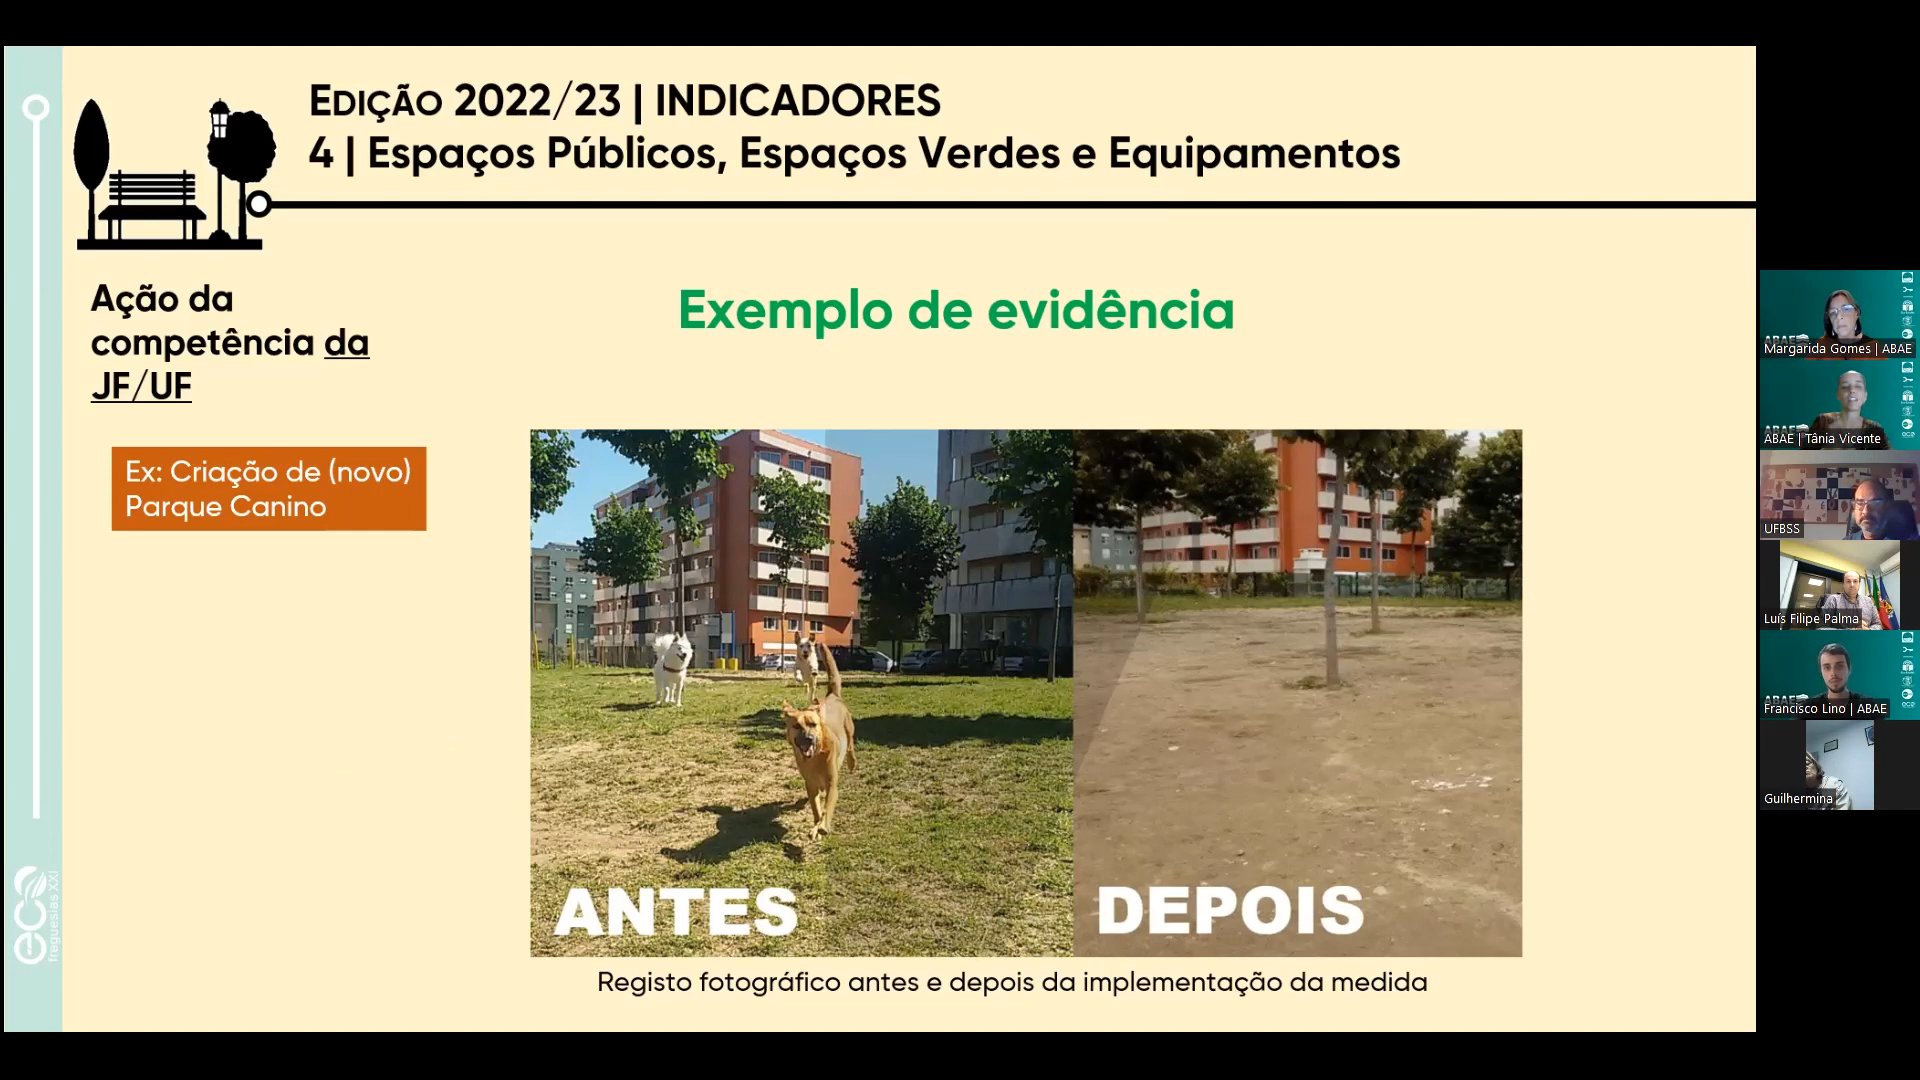 EDIÇÃO 2022/23 | INDICADORES
4 | Espaços Públicos, Espaços Verdes e Equipamentos
Ação da
competência da
JF/UF
Exemplo de evidência
Ex: Criação de (novo)
Parque Canino
ANTES
DEPOIS
Registo fotográfico antes e depois da implementação da medida
eco
freguesias XXI
Margarida Gomes | ABAE
ABAE | Tânia Vicente
UFBSS
Luís Filipe Palma
Francisco Lino | ABAE
Guilhermina